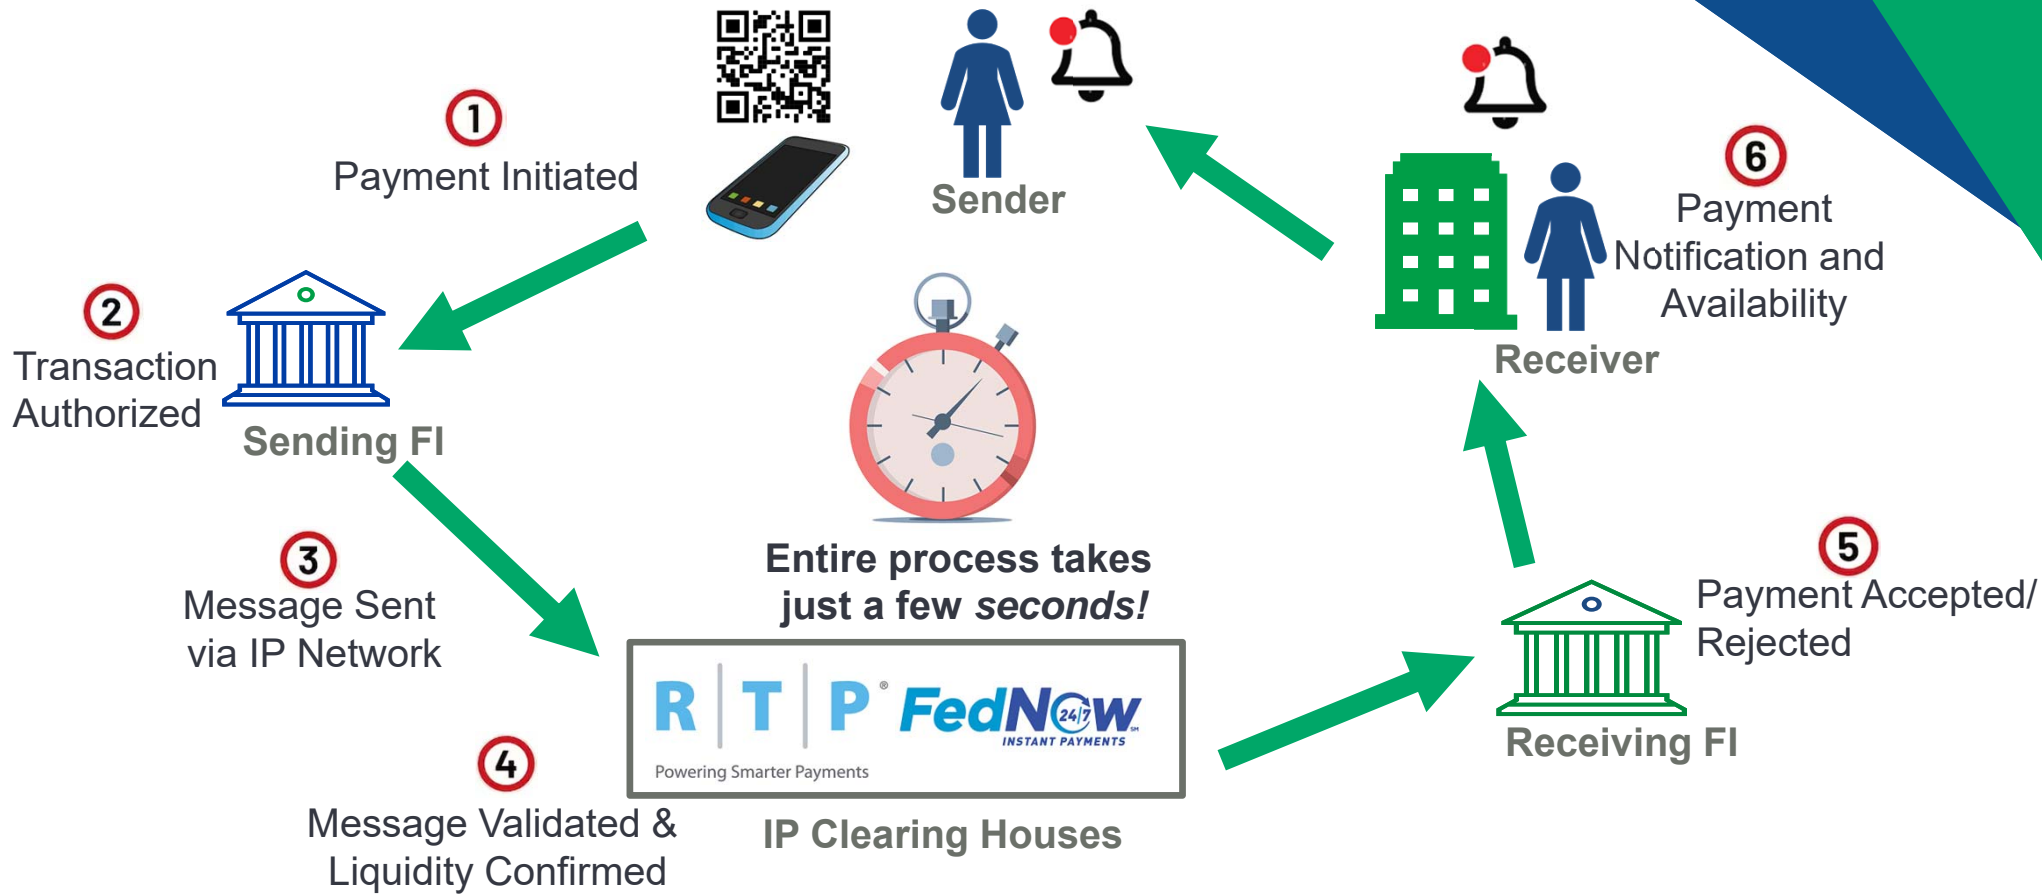 1
Payment Initiated
Sender
6
Payment
Notification and
Availability
2
Transaction
Authorized
Sending FI
Receiver
3
Message Sent
via IP Network
Entire process takes
just a few seconds!
5
Payment Accepted/
Rejected
Receiving FI
RTP®
Powering Smarter Payments
FedNow℠
24/7
INSTANT PAYMENTS
4
Message Validated &
Liquidity Confirmed
IP Clearing Houses